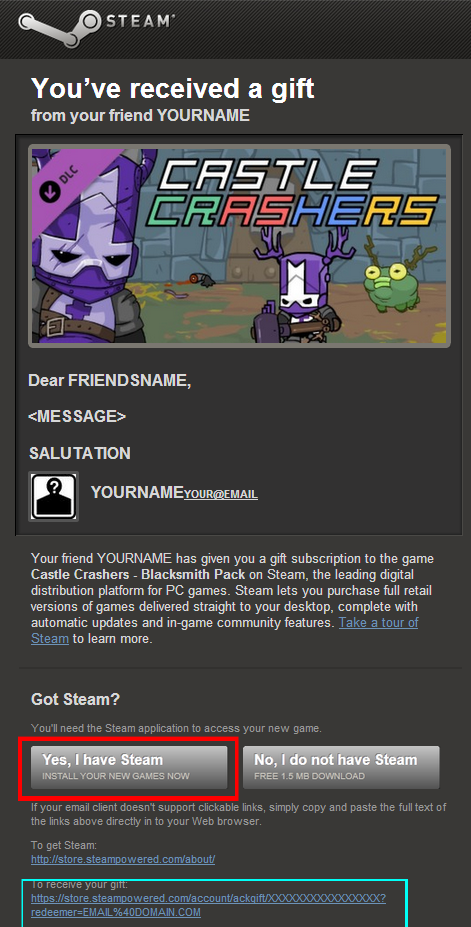 STEAM
You've received a gift
from your friend YOURNAME
DLC
CASTLE
CRASHERS
Dear FRIENDSNAME,
<MESSAGE>
SALUTATION
YOURNAMEYOUR@EMAIL
Your friend YOURNAME has given you a gift subscription to the game
Castle Crashers - Blacksmith Pack on Steam, the leading digital
distribution platform for PC games. Steam lets you purchase full retail
versions of games delivered straight to your desktop, complete with
automatic updates and in-game community features. Take a tour of
Steam to learn more.
Got Steam?
You'll need the Steam application to access your new game.
Yes, I have Steam
INSTALL YOUR NEW GAMES NOW
No, I do not have Steam
FREE 1.5 MB DOWNLOAD
If your email client doesn't support clickable links, simply copy and paste the full text of
the links above directly in to your Web browser.
To get Steam:
http://store.steampowered.com/about/
To receive your gift:
https://store.steampowered.com/account/ackgift/XXXXXXXXXXXXXXXX?
redeemer=EMAIL%40DOMAIN.COM